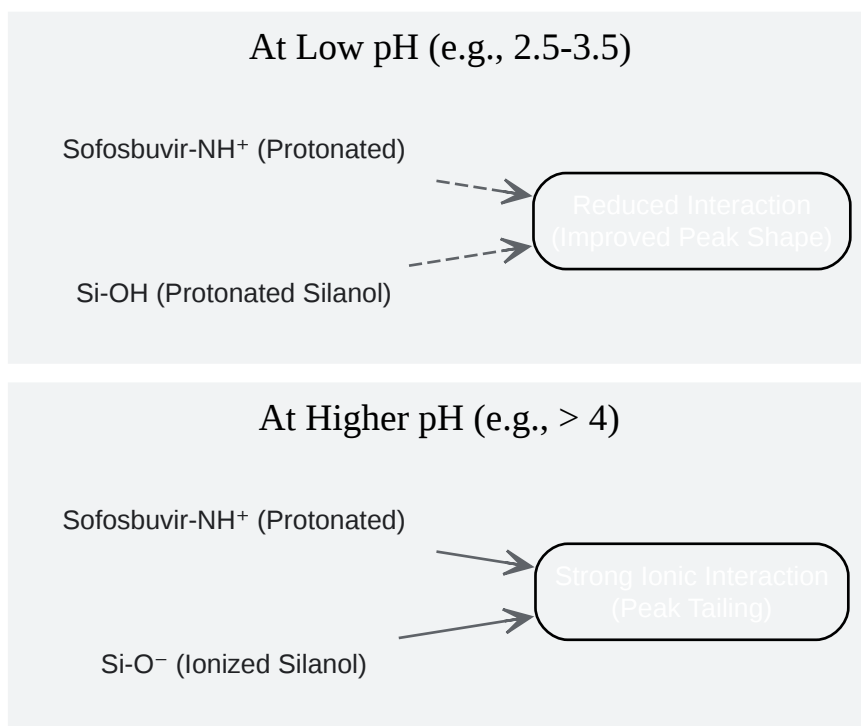 At Low pH (e.g., 2.5-3.5)
Sofosbuvir-NH⁺ (Protonated)
Reduced Interaction
(Improved Peak Shape)
Si-OH (Protonated Silanol)
At Higher pH (e.g., > 4)
Sofosbuvir-NH⁺ (Protonated)
Strong Ionic Interaction
(Peak Tailing)
Si-O⁻ (Ionized Silanol)